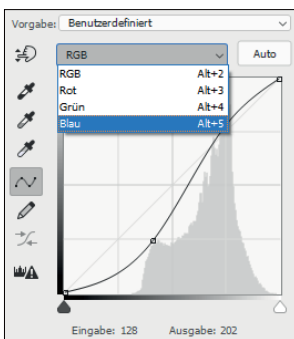 Vorgabe: Benutzerdefiniert
RGB Auto
RGB Alt+2
Rot Alt+3
Grün Alt+4
Blau Alt+5
Eingabe: 128 Ausgabe: 202